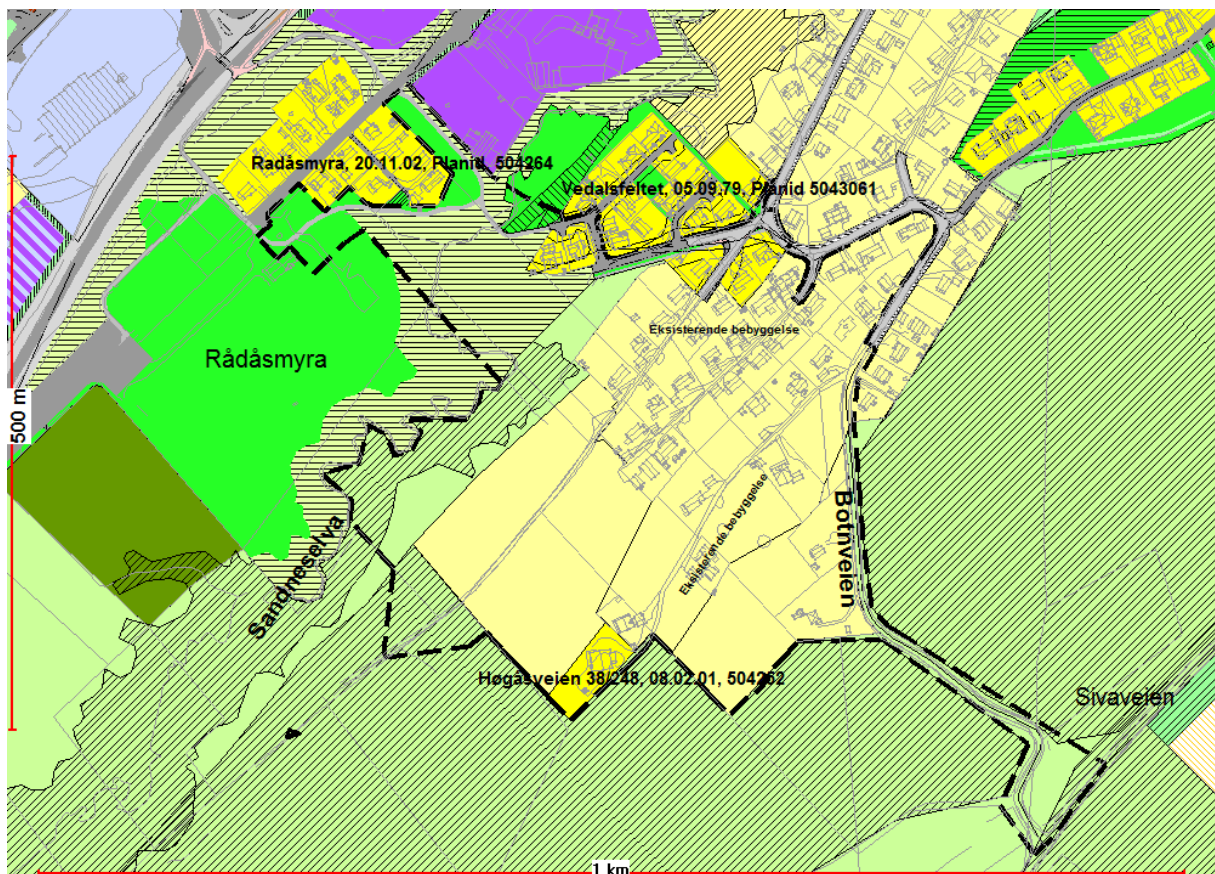 Radåsmyra, 20.11.02, Planid, 504264
Vedalsfeltet, 05.09.79, Planid 5043061
Eksisterende bebyggelse
Rådåsmyra
500 m
Eksisterende bebyggelse
Botnveien
Sandneselva
Høgåsveien 38/248, 08.02.01, 504262
Sivaveien
1 km